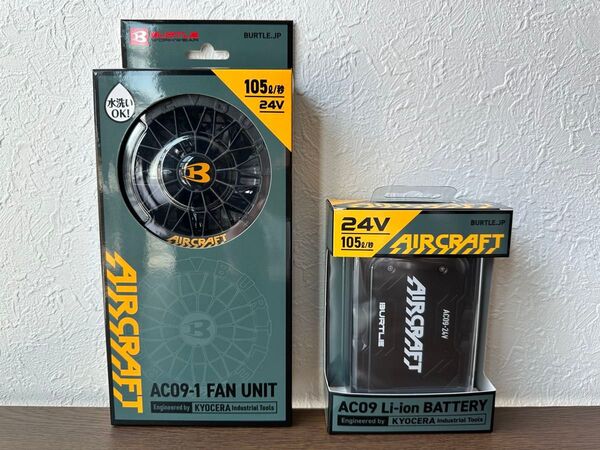 BURTLE
WORKWEAR
BURTLE.JP
水洗い
OK!
105ℓ/秒
24V
B
AIRCRAFT
AIRCRAFT
B
AC09-1 FAN UNIT
Engineered by KYOCERA Industrial Tools
BURTLE.JP
24V
105ℓ/秒
AIRCRAFT
AIRCRAFT
BURTLE
AC09-24V
AC09 Li-ion BATTERY
Engineered by KYOCERA Industrial Tools